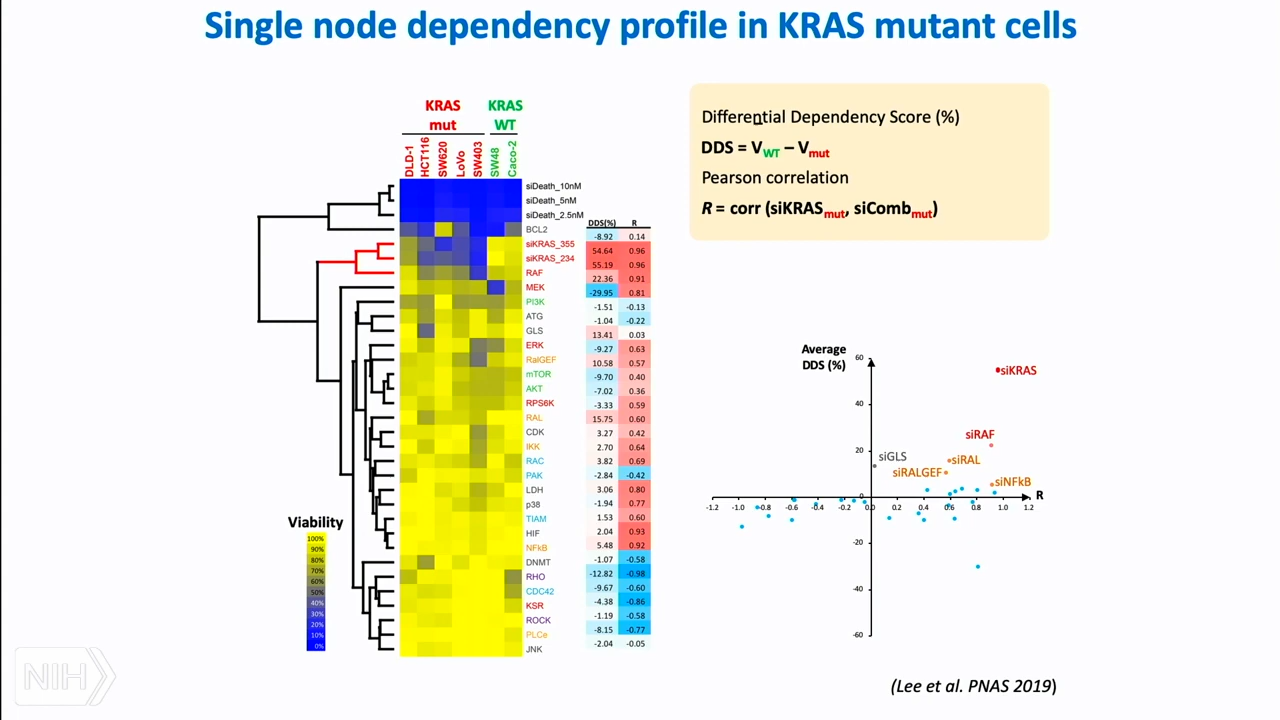 Single node dependency profile in KRAS mutant cells
KRAS mut
KRAS WT
DLD-1
HCT116
SW620
LoVo
SW403
SW48
Caco-2
DDS(%) R
siDeath_10nM
siDeath_5nM
siDeath_2.5nM
BCL2 -8.92 0.14
siKRAS_355 54.64 0.96
siKRAS_234 55.19 0.96
RAF 22.36 0.91
MEK -29.95 0.81
PI3K -1.51 -0.13
ATG -1.04 -0.22
GLS 13.41 0.03
ERK -9.27 0.63
RalGEF 10.58 0.57
mTOR -9.70 0.40
AKT -7.02 0.36
RPS6K -3.33 0.59
RAL 15.75 0.60
CDK 3.27 0.42
IKK 2.70 0.64
RAC 3.82 0.69
PAK -2.84 -0.42
LDH 3.06 0.80
p38 -1.94 0.77
TIAM 1.53 0.60
HIF 2.04 0.93
NFkB 5.48 0.92
DNMT -1.07 -0.58
RHO -12.82 -0.98
CDC42 -9.67 -0.60
KSR -4.38 -0.86
ROCK -1.19 -0.58
PLCe -8.15 -0.77
JNK -2.04 -0.05
Viability
100%
90%
80%
70%
60%
50%
40%
30%
20%
10%
0%
Differential Dependency Score (%)
DDS = VWT – Vmut
Pearson correlation
R = corr (siKRASmut, siCombmut)
Average
DDS (%)
60
40
20
0
-20
-40
-60
siKRAS
siRAF
siGLS
siRAL
siRALGEF
siNFkB
R
-1.2 -1.0 -0.8 -0.6 -0.4 -0.2 0.0 0.2 0.4 0.6 0.8 1.0 1.2
(Lee et al. PNAS 2019)
NIH